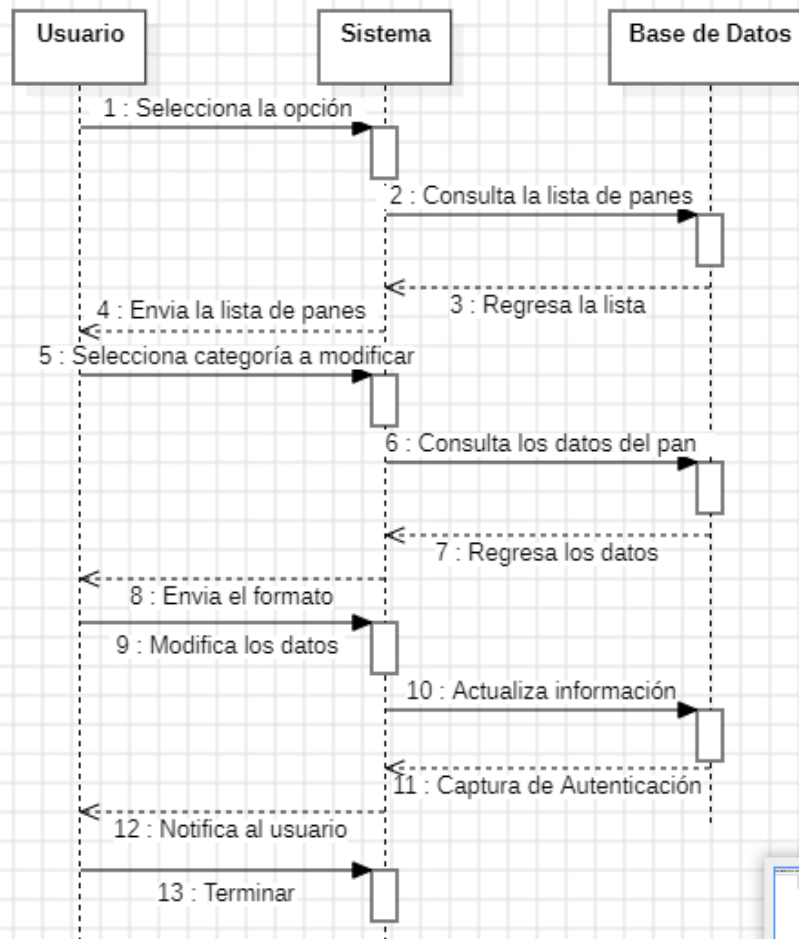 Usuario
Sistema
Base de Datos
1 : Selecciona la opción
2 : Consulta la lista de panes
3 : Regresa la lista
4 : Envia la lista de panes
5 : Selecciona categoría a modificar
6 : Consulta los datos del pan
7 : Regresa los datos
8 : Envia el formato
9 : Modifica los datos
10 : Actualiza información
11 : Captura de Autenticación
12 : Notifica al usuario
13 : Terminar